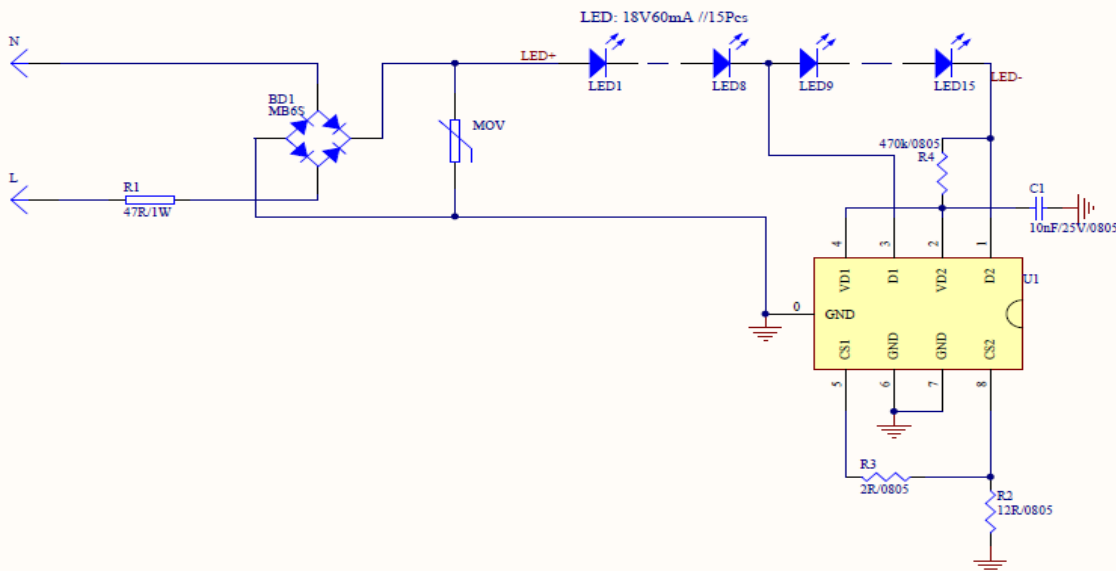 LED: 18V60mA //15Pcs
N
LED+
LED1
LED8
LED9
LED15
LED-
BD1
MB6S
MOV
470k/0805
R4
L
R1
47R/1W
C1
10nF/25V/0805
4
3
2
1
VD1
D1
VD2
D2
U1
0
GND
CS1
GND
GND
CS2
5
6
7
8
R3
2R/0805
R2
12R/0805